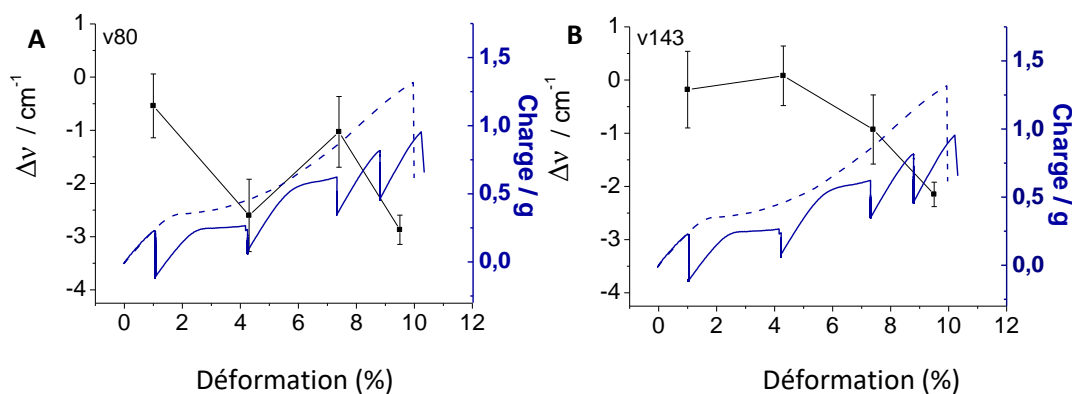 A
v80
1
0
-1
-2
-3
-4
Δν / cm-1
0 2 4 6 8 10 12
Déformation (%)
1,5
1,0
0,5
0,0
Charge / g
B
v143
1
0
-1
-2
-3
-4
Δν / cm-1
0 2 4 6 8 10 12
Déformation (%)
1,5
1,0
0,5
0,0
Charge / g